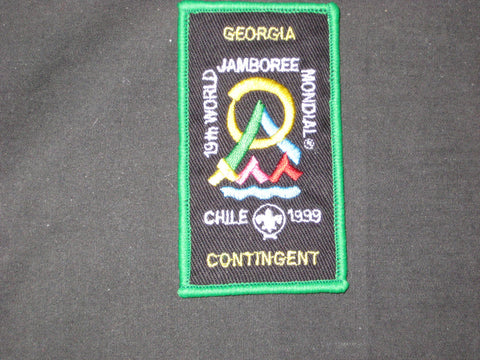 GEORGIA
19th WORLD JAMBOREE MONDIAL ®
CHILE 1999
CONTINGENT